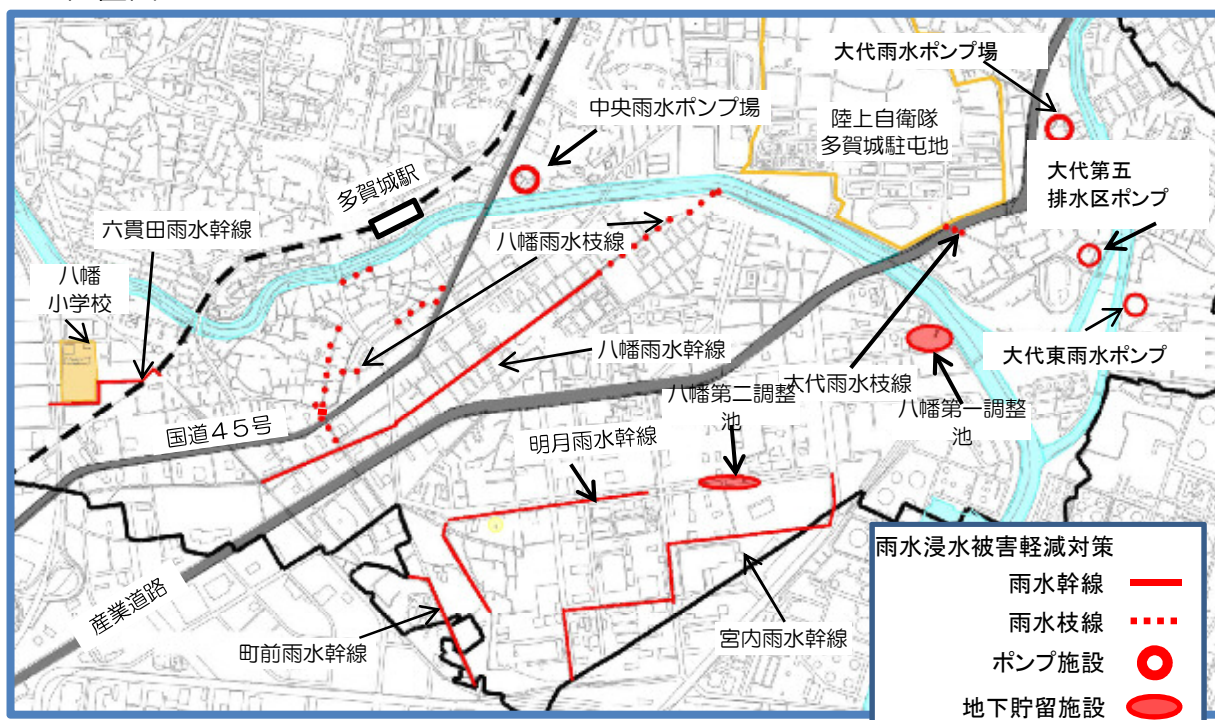 大代雨水ポンプ場
中央雨水ポンプ場
陸上自衛隊
多賀城駐屯地
大代第五
排水区ポンプ
多賀城駅
六貫田雨水幹線
八幡雨水枝線
八幡
小学校
八幡雨水幹線
大代東雨水ポンプ
大代雨水枝線
八幡第二調整
池
八幡第一調整
池
国道４５号
明月雨水幹線
産業道路
町前雨水幹線
宮内雨水幹線
雨水浸水被害軽減対策
雨水幹線
雨水枝線
ポンプ施設
地下貯留施設